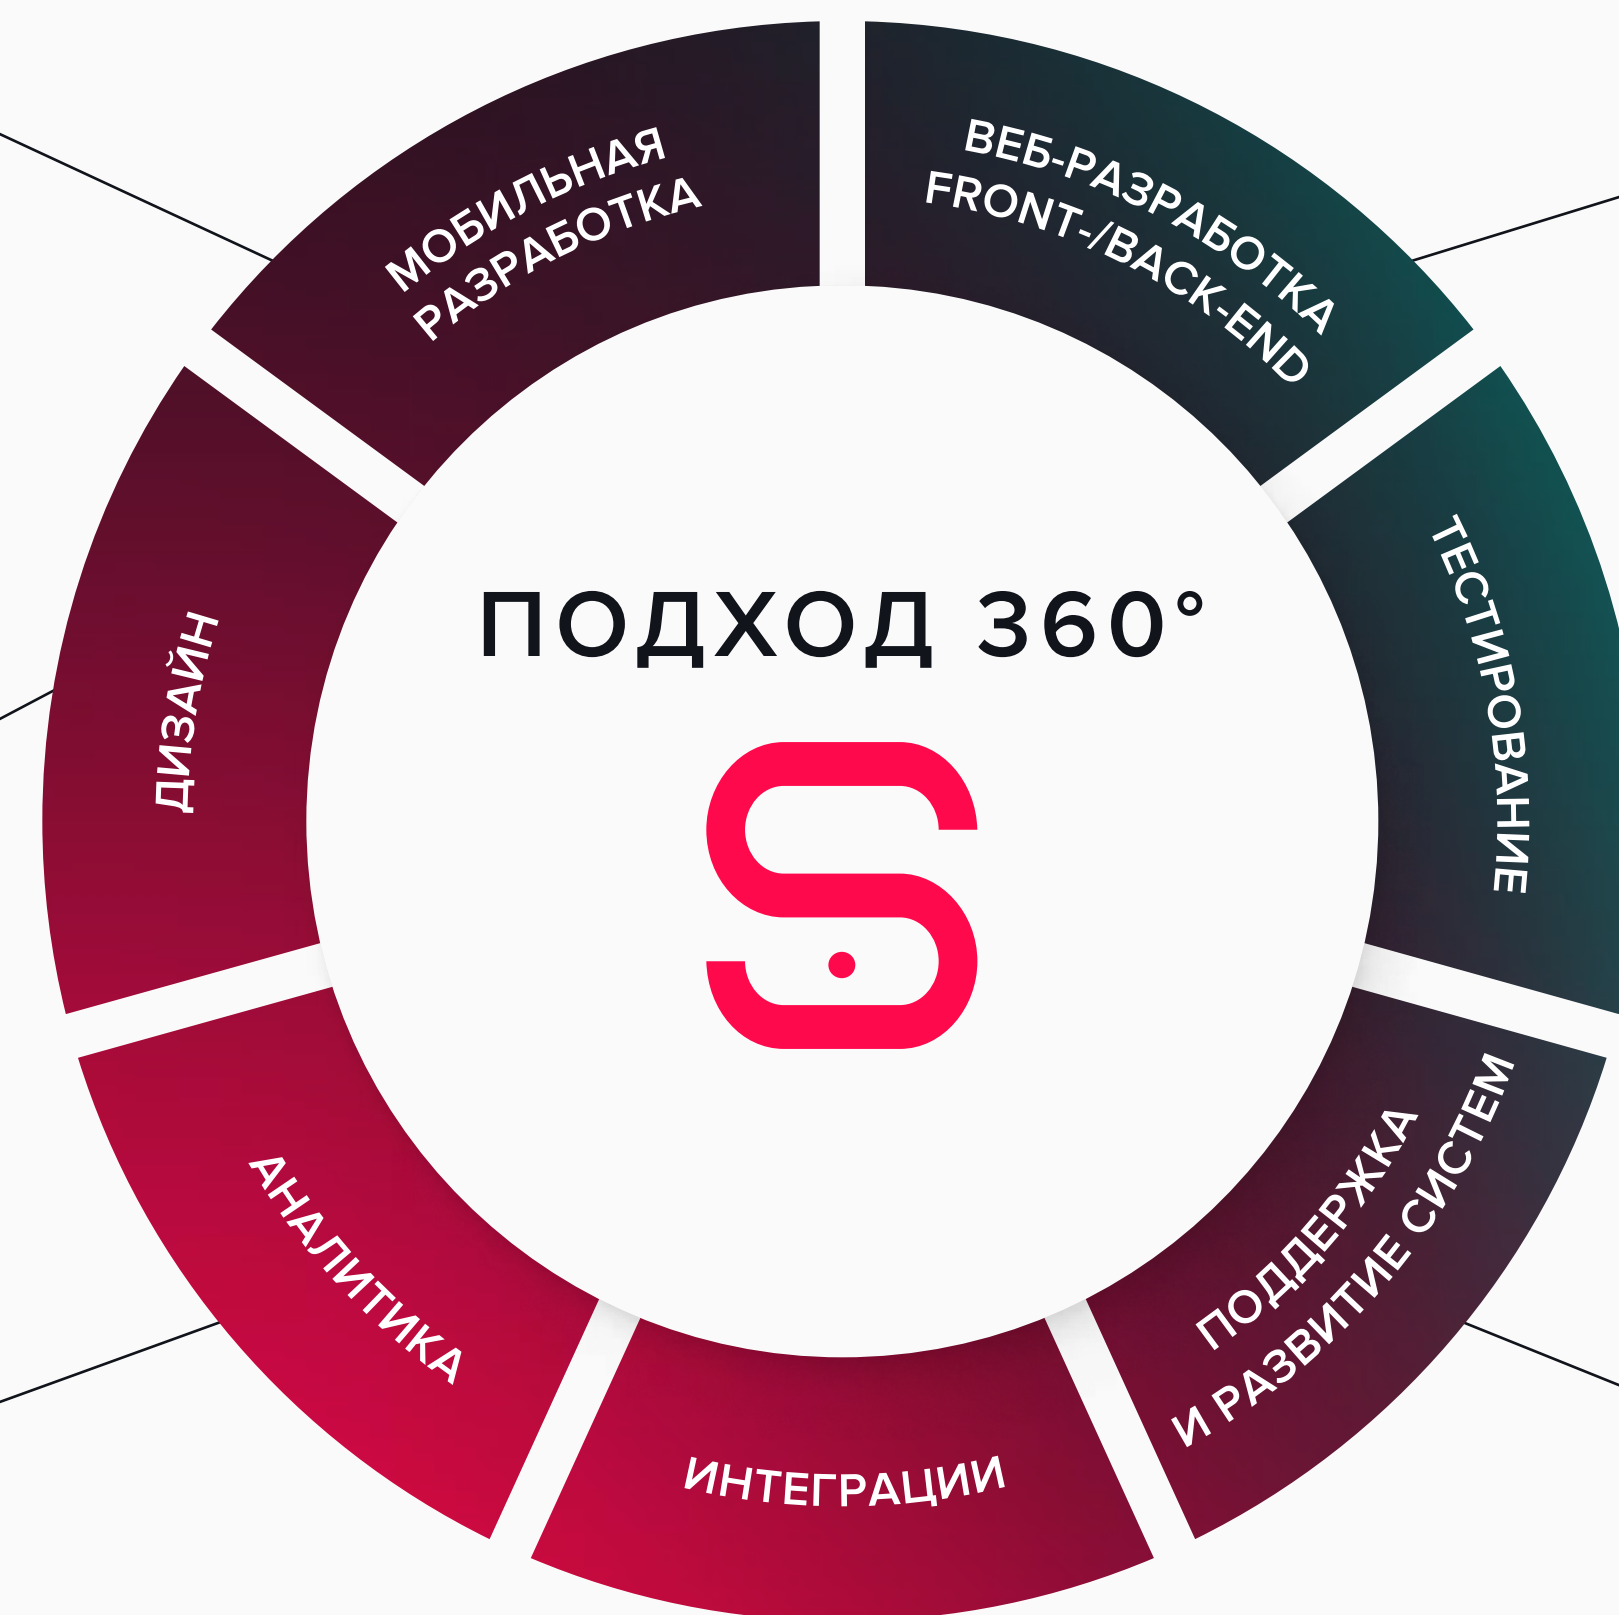 МОБИЛЬНАЯ
РАЗРАБОТКА
ВЕБ-РАЗРАБОТКА
FRONT-/BACK-END
ТЕСТИРОВАНИЕ
ПОДДЕРЖКА
И РАЗВИТИЕ СИСТЕМ
ИНТЕГРАЦИИ
АНАЛИТИКА
ДИЗАЙН
ПОДХОД 360°